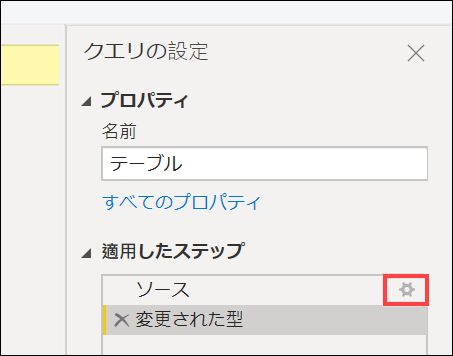 クエリの設定
プロパティ
名前
テーブル
すべてのプロパティ
適用したステップ
ソース
変更された型